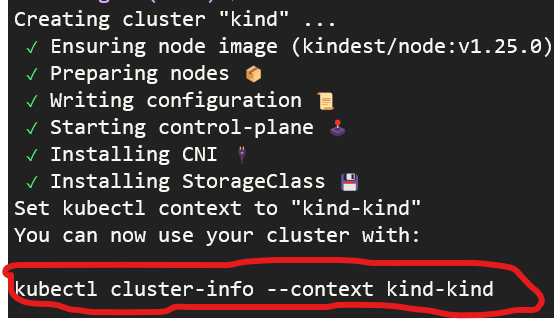 Creating cluster "kind" ...
✓ Ensuring node image (kindest/node:v1.25.0)
✓ Preparing nodes 📦
✓ Writing configuration 📜
✓ Starting control-plane 🕹️
✓ Installing CNI 🔌
✓ Installing StorageClass 💾
Set kubectl context to "kind-kind"
You can now use your cluster with:
kubectl cluster-info --context kind-kind